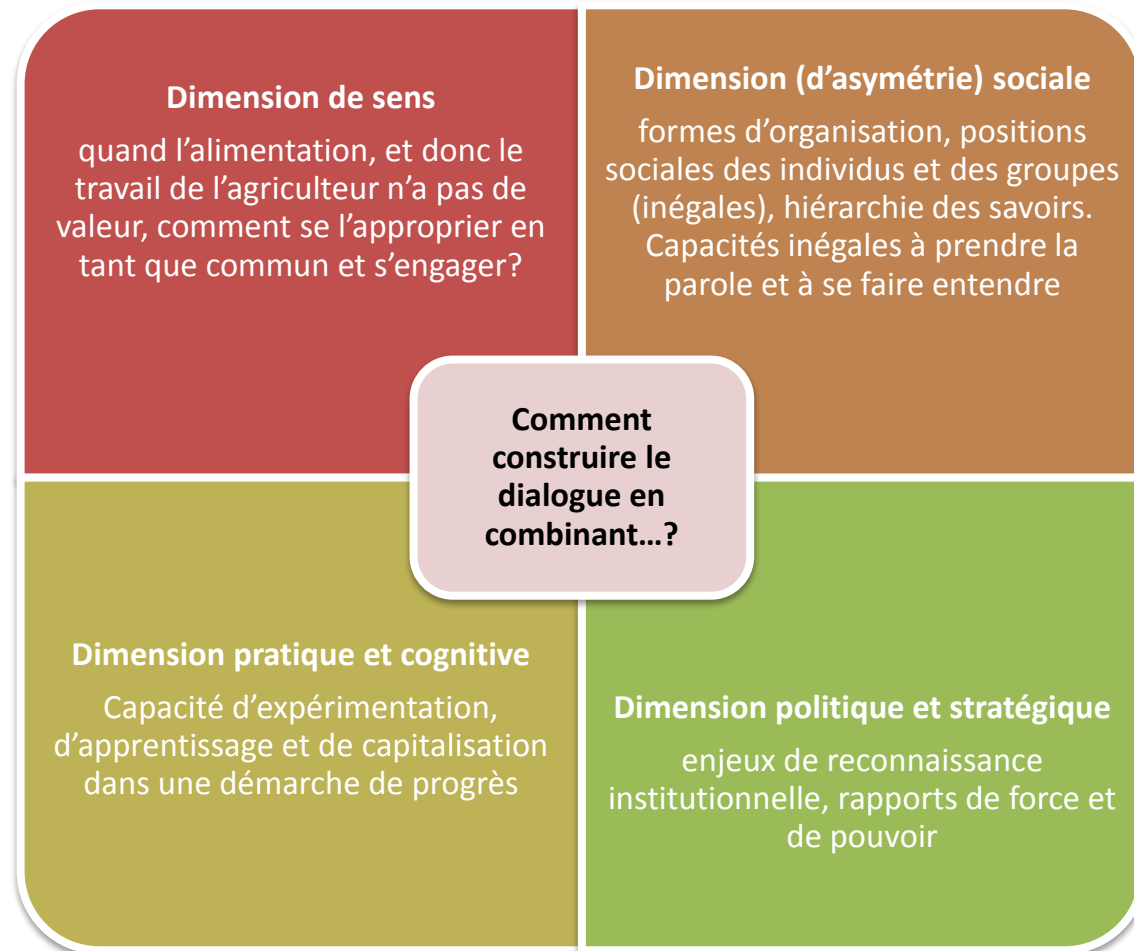 Dimension de sens
quand l’alimentation, et donc le
travail de l’agriculteur n’a pas de
valeur, comment se l’approprier en
tant que commun et s’engager?
Dimension (d’asymétrie) sociale
formes d’organisation, positions
sociales des individus et des groupes
(inégales), hiérarchie des savoirs.
Capacités inégales à prendre la
parole et à se faire entendre
Comment
construire le
dialogue en
combinant…?
Dimension pratique et cognitive
Capacité d’expérimentation,
d’apprentissage et de capitalisation
dans une démarche de progrès
Dimension politique et stratégique
enjeux de reconnaissance
institutionnelle, rapports de force et
de pouvoir